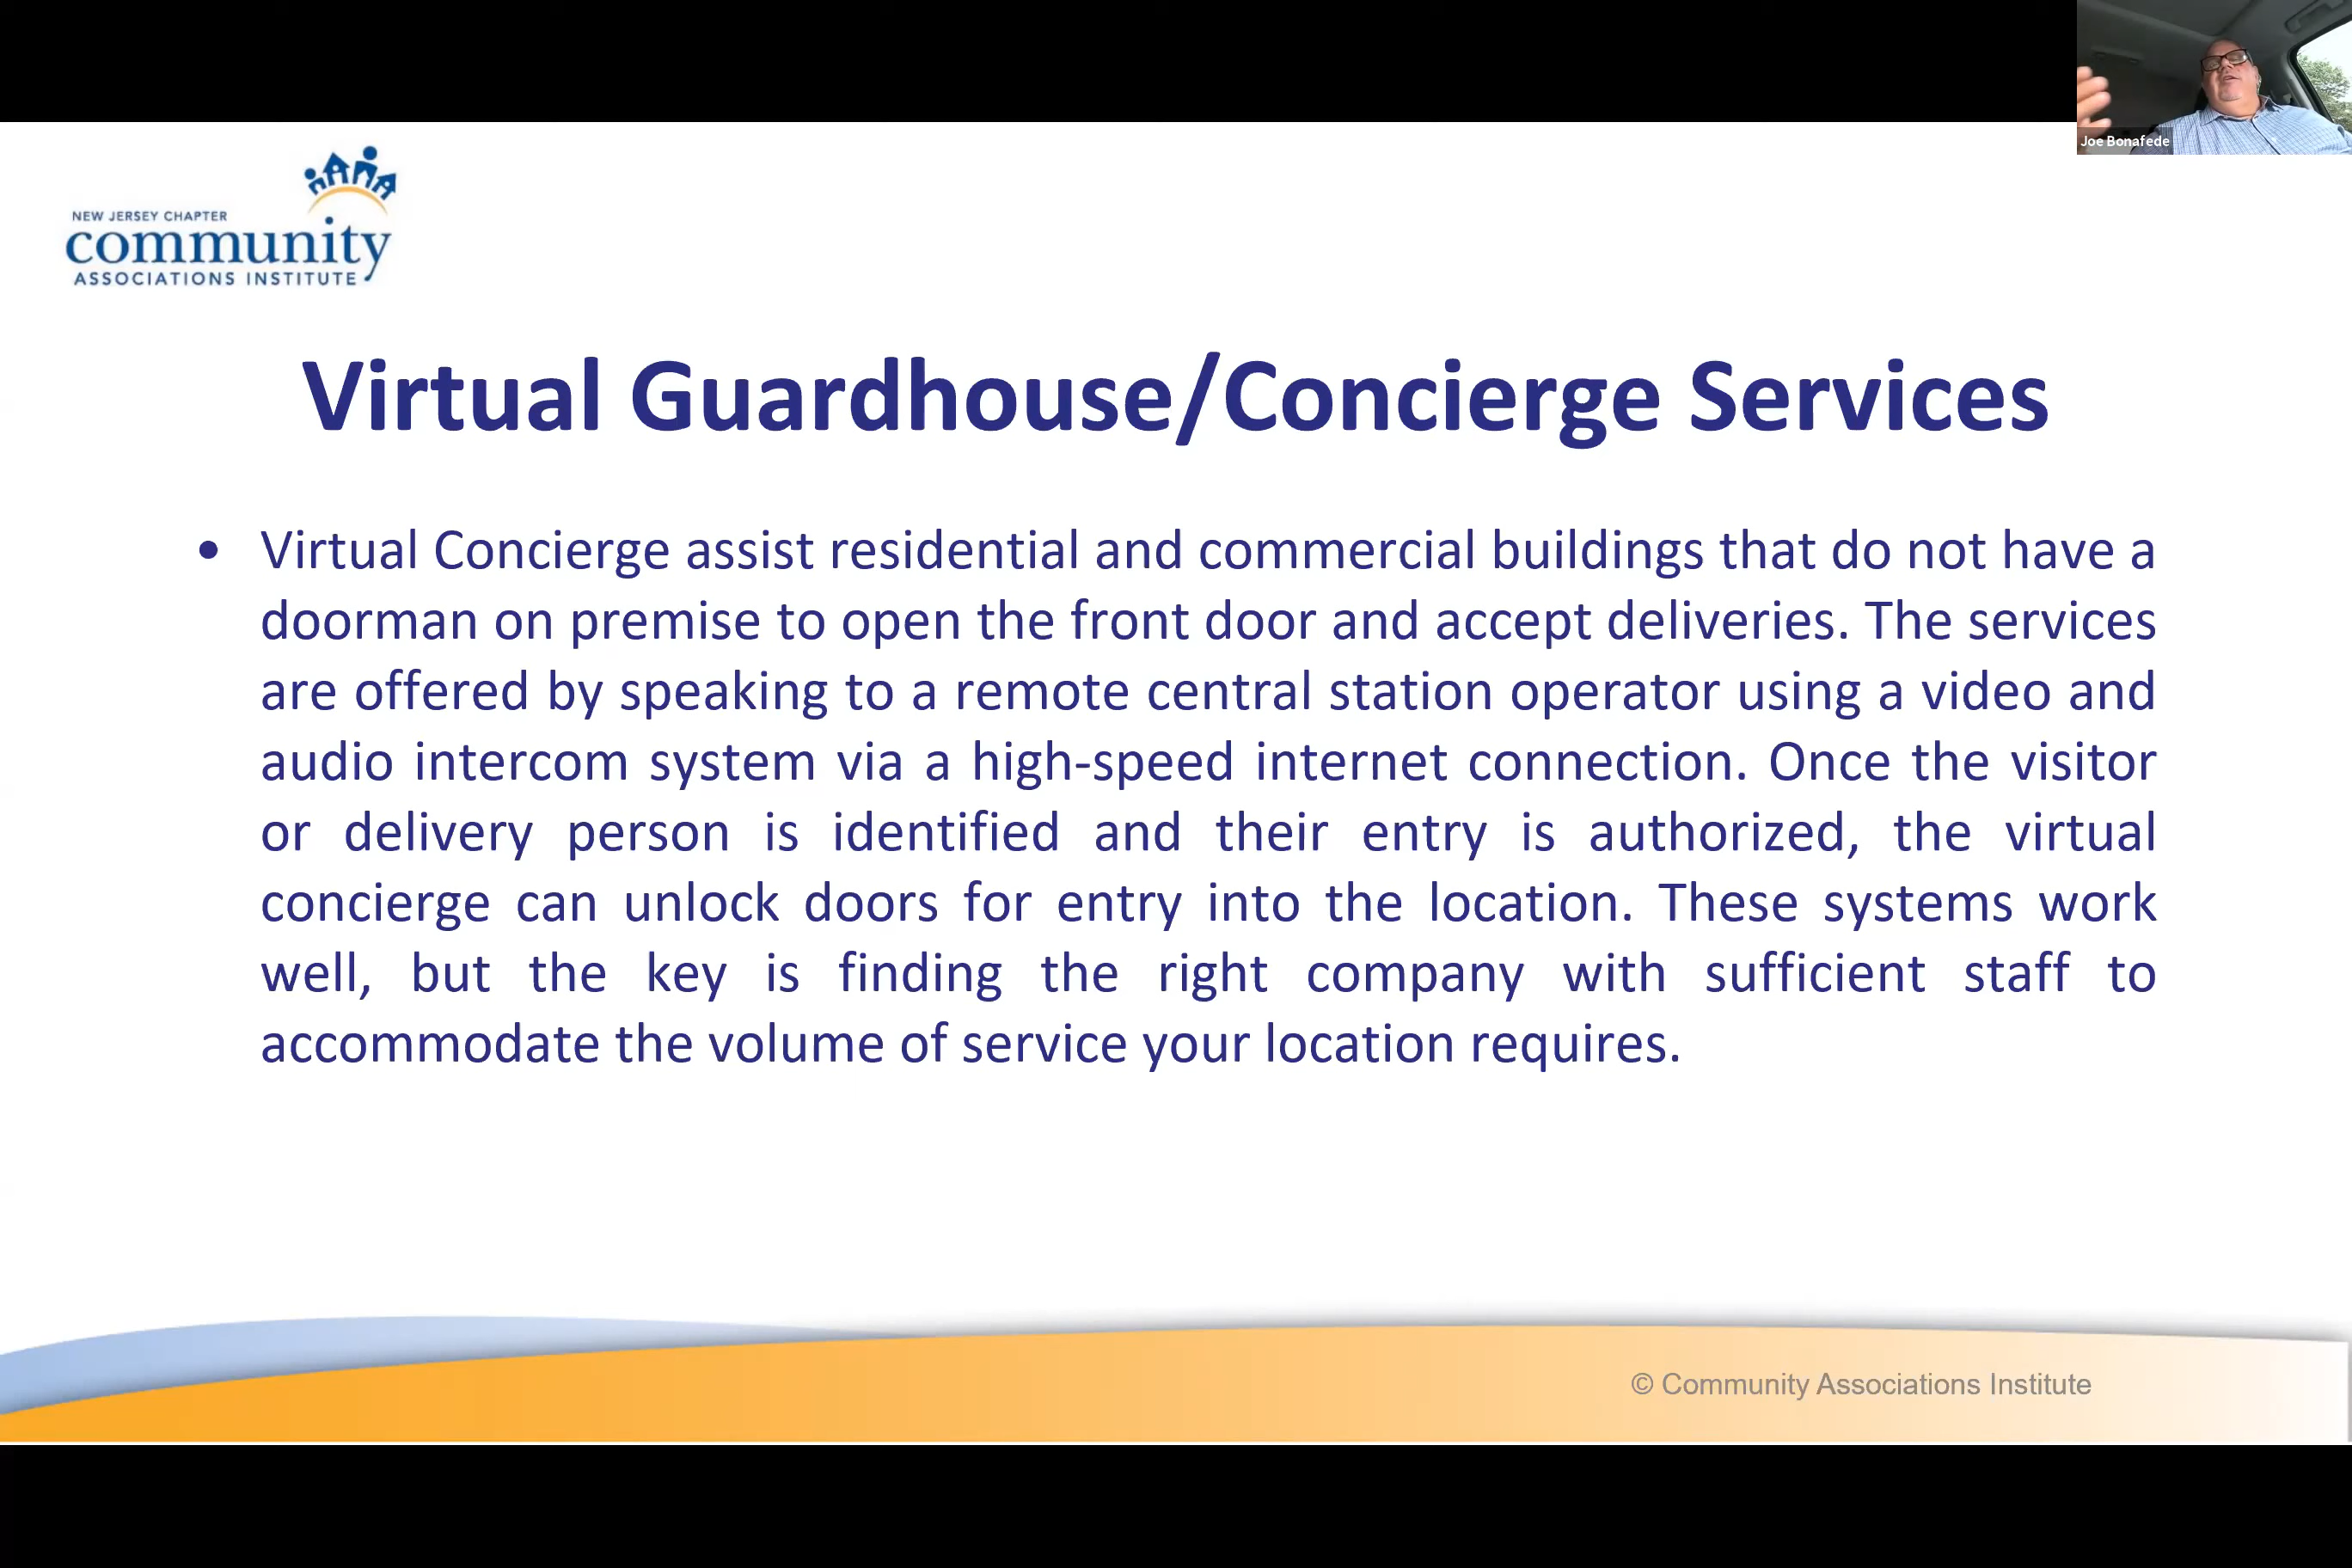 Joe Bonafede
NEW JERSEY CHAPTER
community
ASSOCIATIONS INSTITUTE
Virtual Guardhouse/Concierge Services
• Virtual Concierge assist residential and commercial buildings that do not have a
doorman on premise to open the front door and accept deliveries. The services
are offered by speaking to a remote central station operator using a video and
audio intercom system via a high-speed internet connection. Once the visitor
or delivery person is identified and their entry is authorized, the virtual
concierge can unlock doors for entry into the location. These systems work
well, but the key is finding the right company with sufficient staff to
accommodate the volume of service your location requires.
© Community Associations Institute